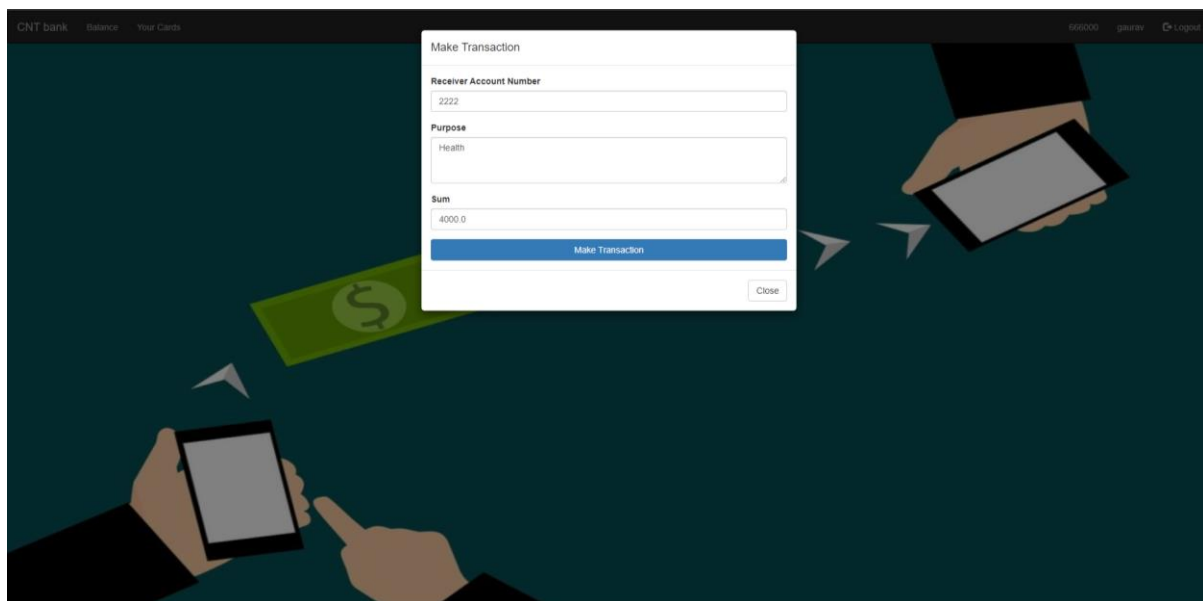 CNT bank Balance Your Cards 666000 gaurav Logout
Make Transaction
Receiver Account Number
2222
Purpose
Health
Sum
4000.0
Make Transaction
Close
$